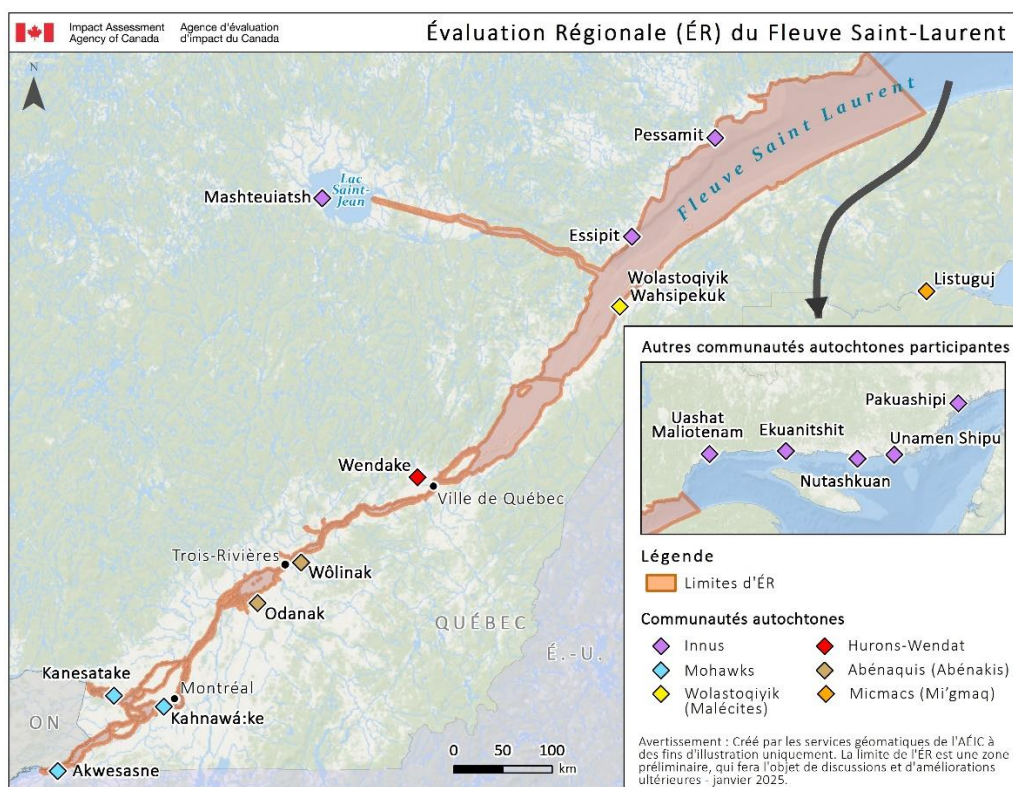 Impact Assessment
Agency of Canada
Agence d'évaluation
d'impact du Canada
Évaluation Régionale (ÉR) du Fleuve Saint-Laurent
N
Pessamit
Fleuve Saint Laurent
Mashteuiatsh
Lac
Saint-
Jean
Essipit
Wolastoqiyik
Wahsipekuk
Listuguj
Wendake
Ville de Québec
Trois-Rivières
Wôlinak
Odanak
QUÉBEC
É.-U.
Kanesatake
Montréal
ON
Kahnawá:ke
Akwesasne
0 50 100
km
Autres communautés autochtones participantes
Pakuashipi
Uashat
Maliotenam
Ekuanitshit
Unamen Shipu
Nutashkuan
Légende
Limites d'ÉR
Communautés autochtones
Innus
Mohawks
Wolastoqiyik
(Malécites)
Hurons-Wendat
Abénaquis (Abénakis)
Micmacs (Mi’gmaq)
Avertissement : Créé par les services géomatiques de l'AÉIC à
des fins d'illustration uniquement. La limite de l'ÉR est une zone
préliminaire, qui fera l'objet de discussions et d'améliorations
ultérieures - janvier 2025.